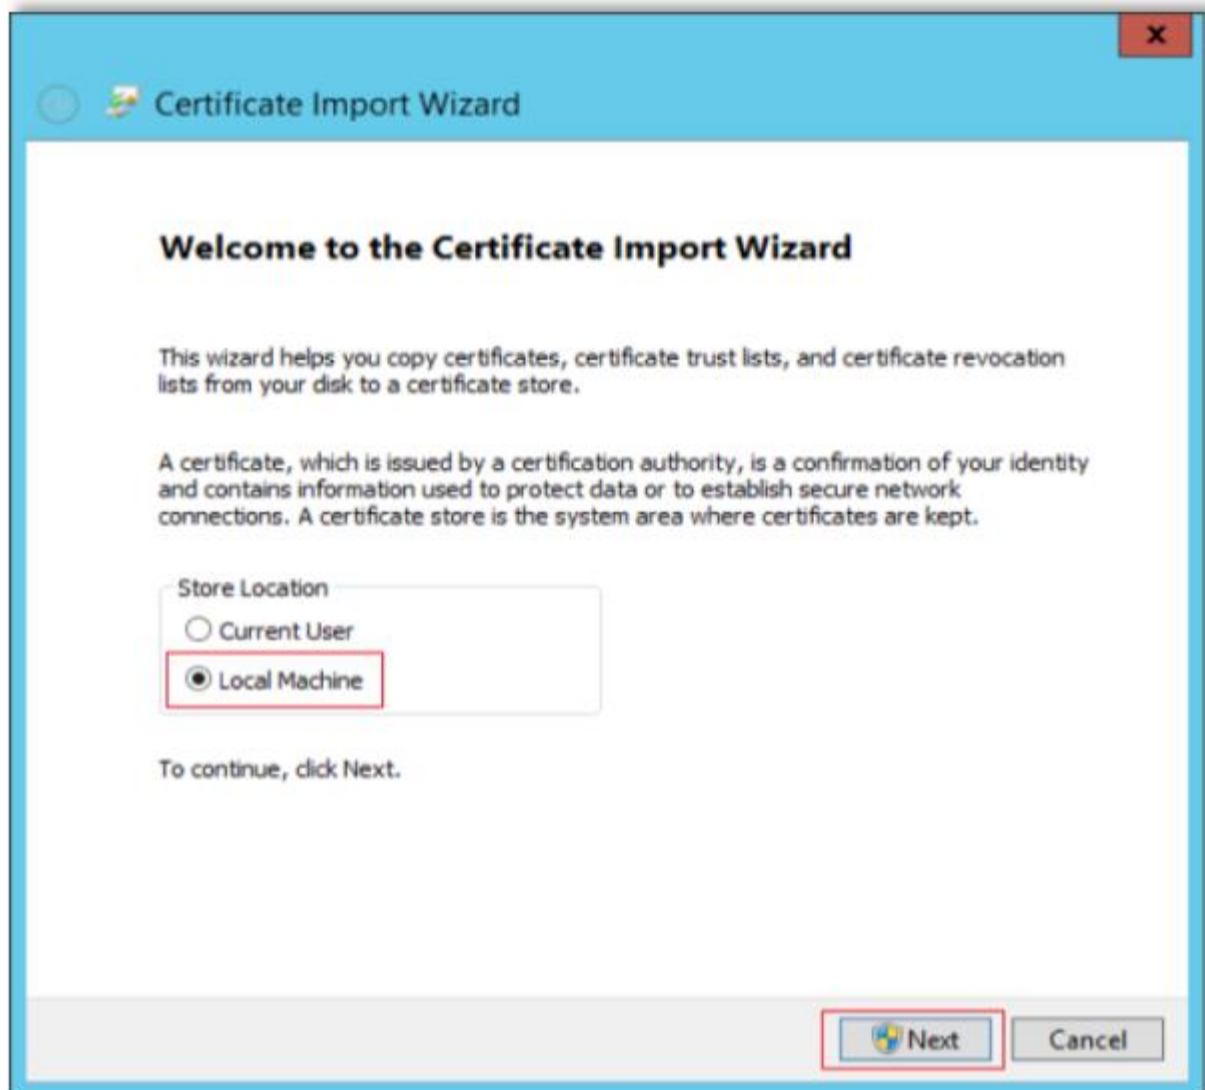 Certificate Import Wizard
Welcome to the Certificate Import Wizard
This wizard helps you copy certificates, certificate trust lists, and certificate revocation
lists from your disk to a certificate store.
A certificate, which is issued by a certification authority, is a confirmation of your identity
and contains information used to protect data or to establish secure network
connections. A certificate store is the system area where certificates are kept.
Store Location
Current User
Local Machine
To continue, click Next.
Next
Cancel